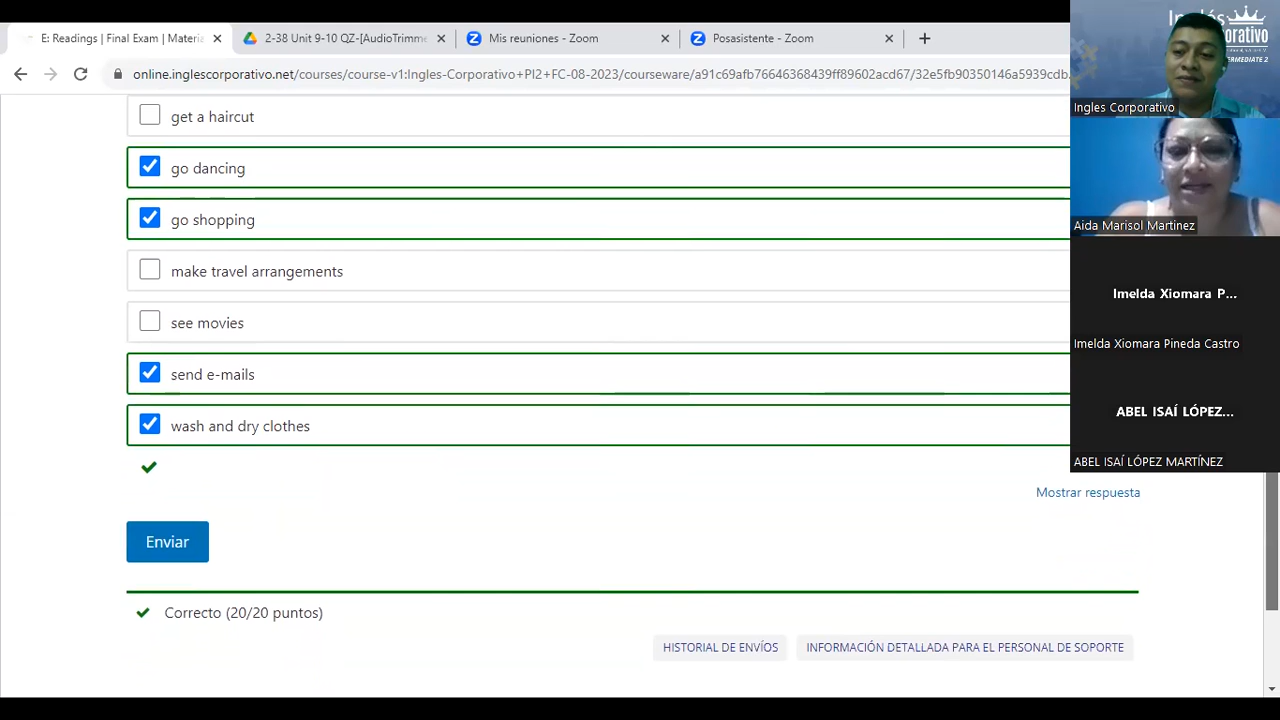 E: Readings | Final Exam | Materia
2-38 Unit 9-10 QZ-[AudioTrimme
Mis reuniones - Zoom
Posasistente - Zoom
online.inglescorporativo.net/courses/course-v1:Ingles-Corporativo+PI2+FC-08-2023/courseware/a91c69afb76646368439ff89602acd67/32e5fb90350146a5939cdb
get a haircut
go dancing
go shopping
make travel arrangements
see movies
send e-mails
wash and dry clothes
Mostrar respuesta
Enviar
Correcto (20/20 puntos)
HISTORIAL DE ENVÍOS
INFORMACIÓN DETALLADA PARA EL PERSONAL DE SOPORTE
Ingles Corporativo
Aida Marisol Martinez
Imelda Xiomara P...
Imelda Xiomara Pineda Castro
ABEL ISAÍ LÓPEZ...
ABEL ISAÍ LÓPEZ MARTÍNEZ